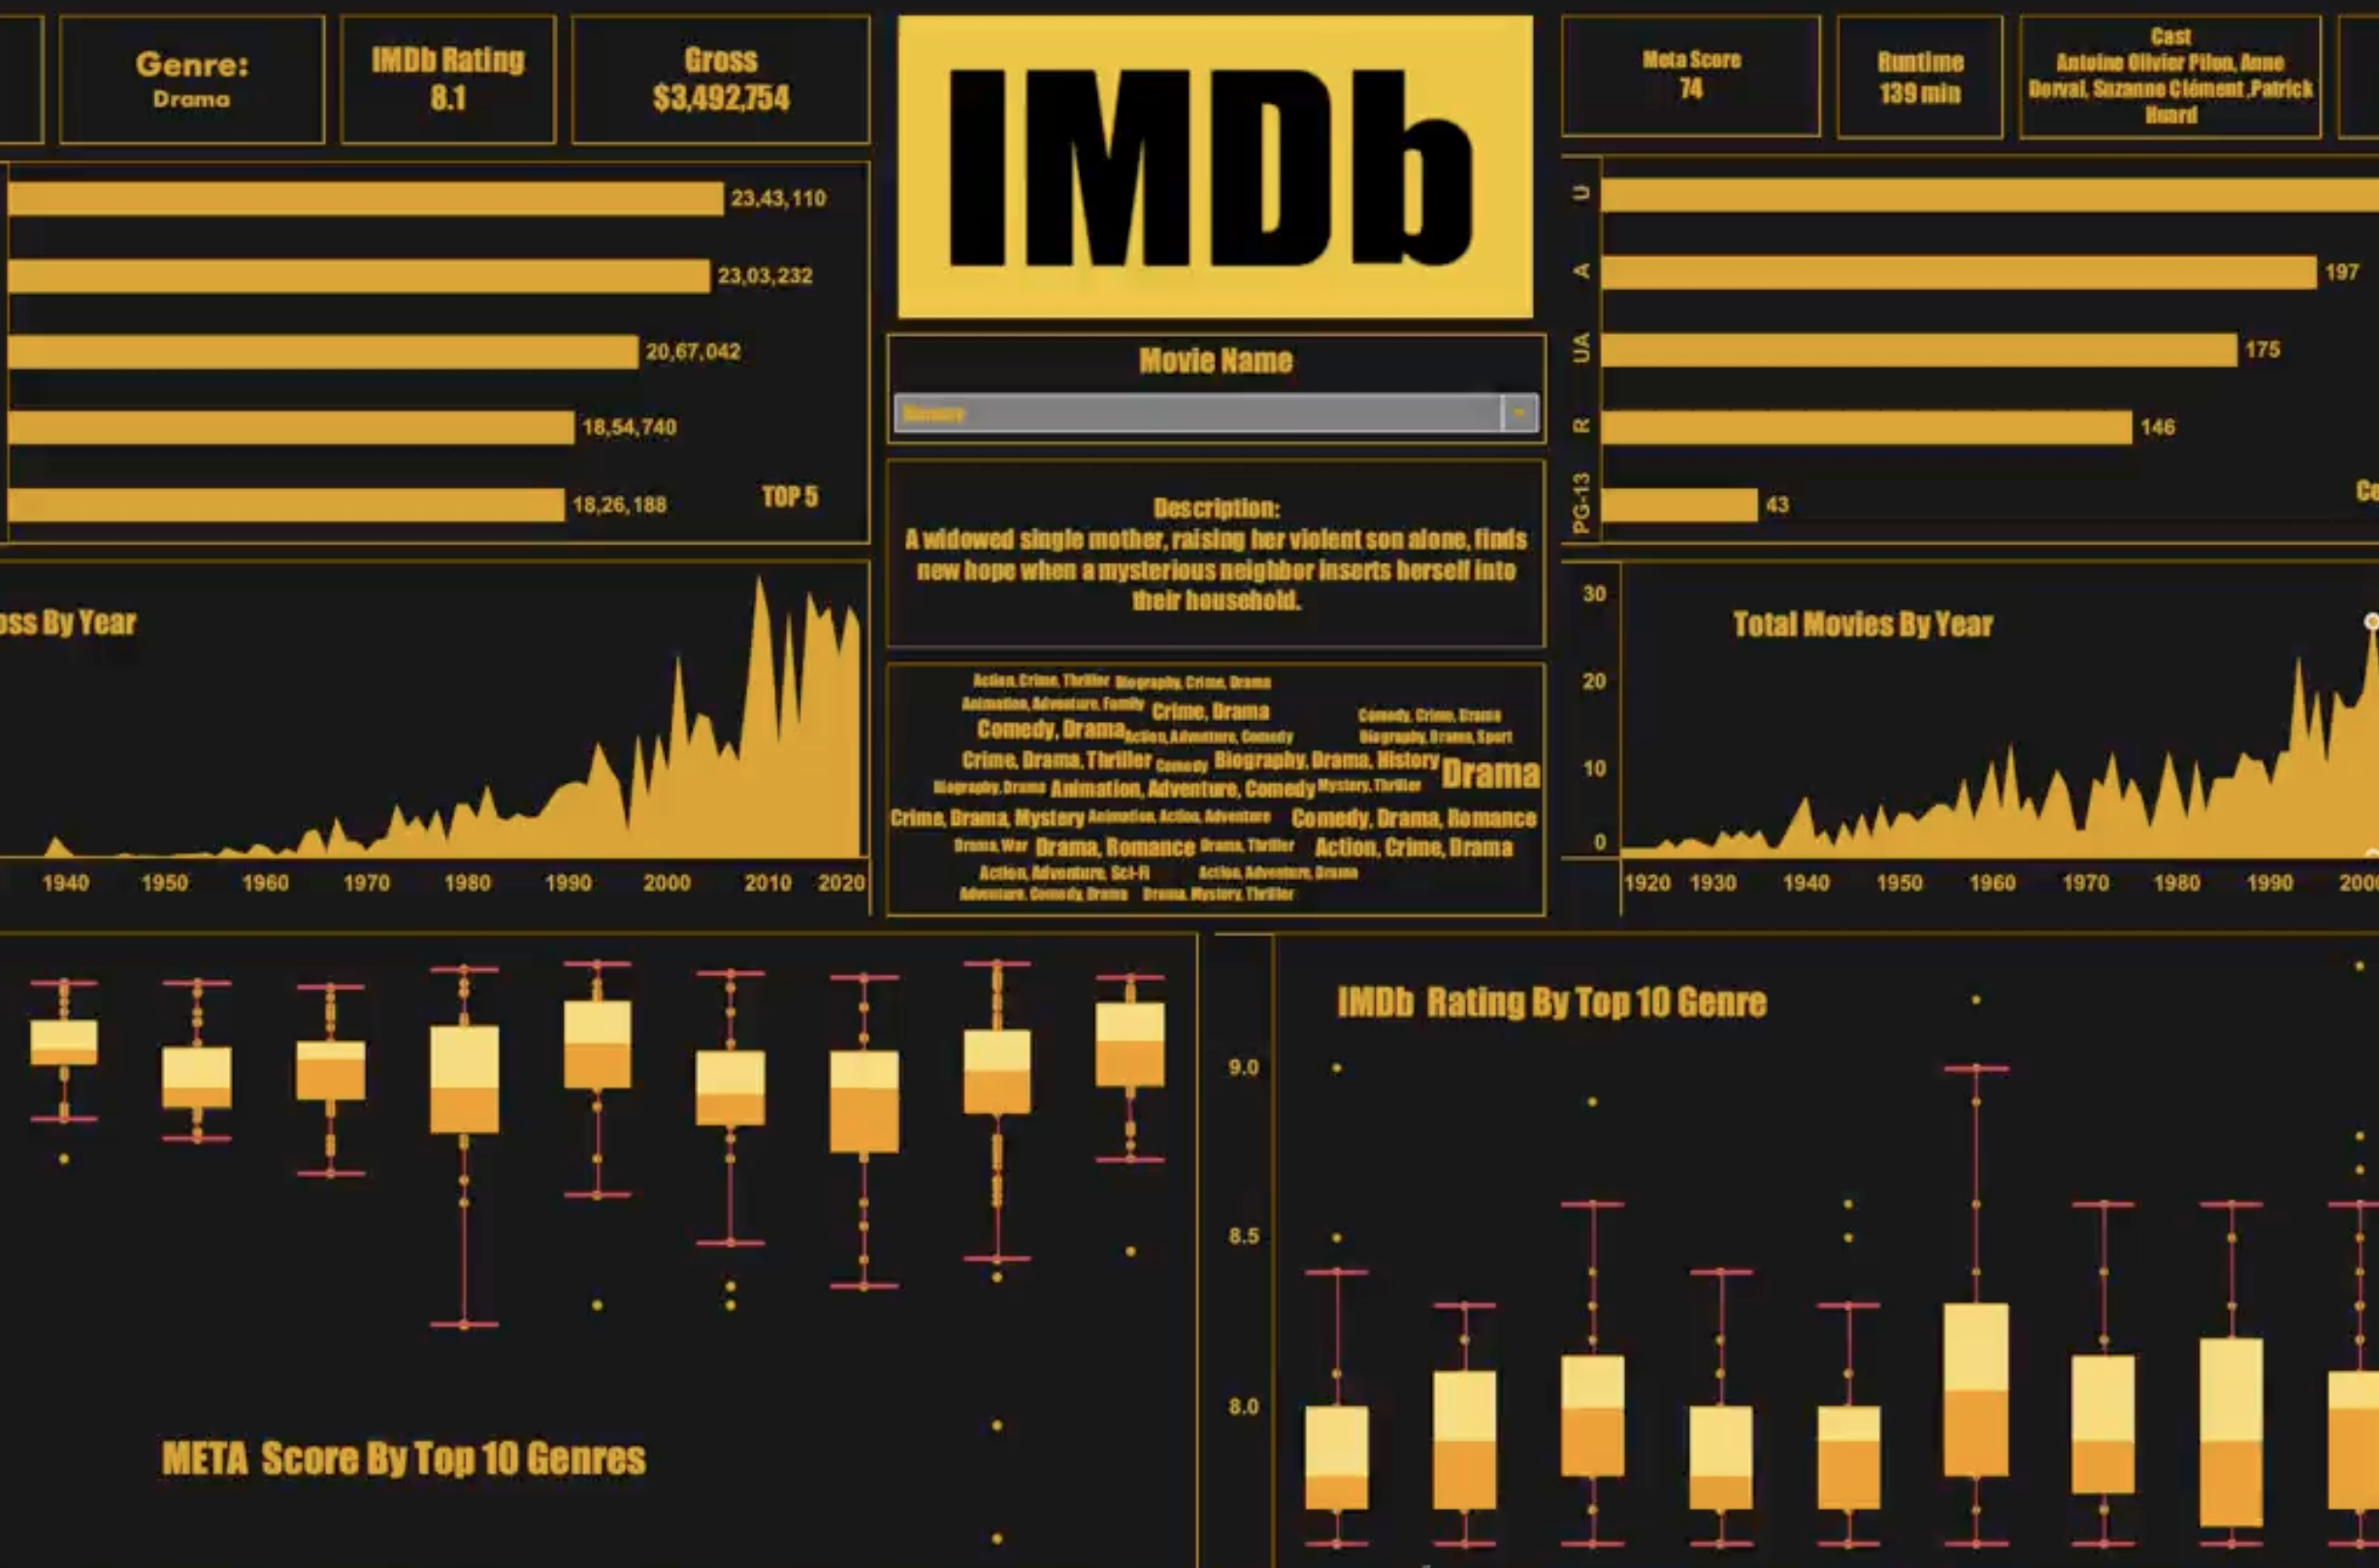 Genre:
Drama
IMDb Rating
8.1
Gross
$3,492,754
IMDb
Meta Score
74
Runtime
139 min
Cast
Antoine Olivier Pilon, Anne
Dorval, Suzanne Clément ,Patrick
Huard
23,43,110
23,03,232
20,67,042
18,54,740
18,26,188
TOP 5
Movie Name
Description:
A widowed single mother, raising her violent son alone, finds
new hope when a mysterious neighbor inserts herself into
their household.
U
A
197
UA
175
R
146
PG-13
43
Ce
oss By Year
1940 1950 1960 1970 1980 1990 2000 2010 2020
Action, Crime, Thriller Biography, Crime, Drama
Animation, Adventure, Family Crime, Drama Comedy, Crime, Drama
Comedy, Drama Action, Adventure, Comedy Biography, Drama, Sport
Crime, Drama, Thriller Comedy Biography, Drama, History Drama
Biography, Drama Animation, Adventure, Comedy Mystery, Thriller
Crime, Drama, Mystery Animation, Action, Adventure Comedy, Drama, Romance
Drama, War Drama, Romance Drama, Thriller Action, Crime, Drama
Action, Adventure, Sci-Fi Action, Adventure, Drama
Adventure, Comedy, Drama Drama, Mystery, Thriller
Total Movies By Year
30
20
10
0
1920 1930 1940 1950 1960 1970 1980 1990 2000
META Score By Top 10 Genres
IMDb Rating By Top 10 Genre
9.0
8.5
8.0